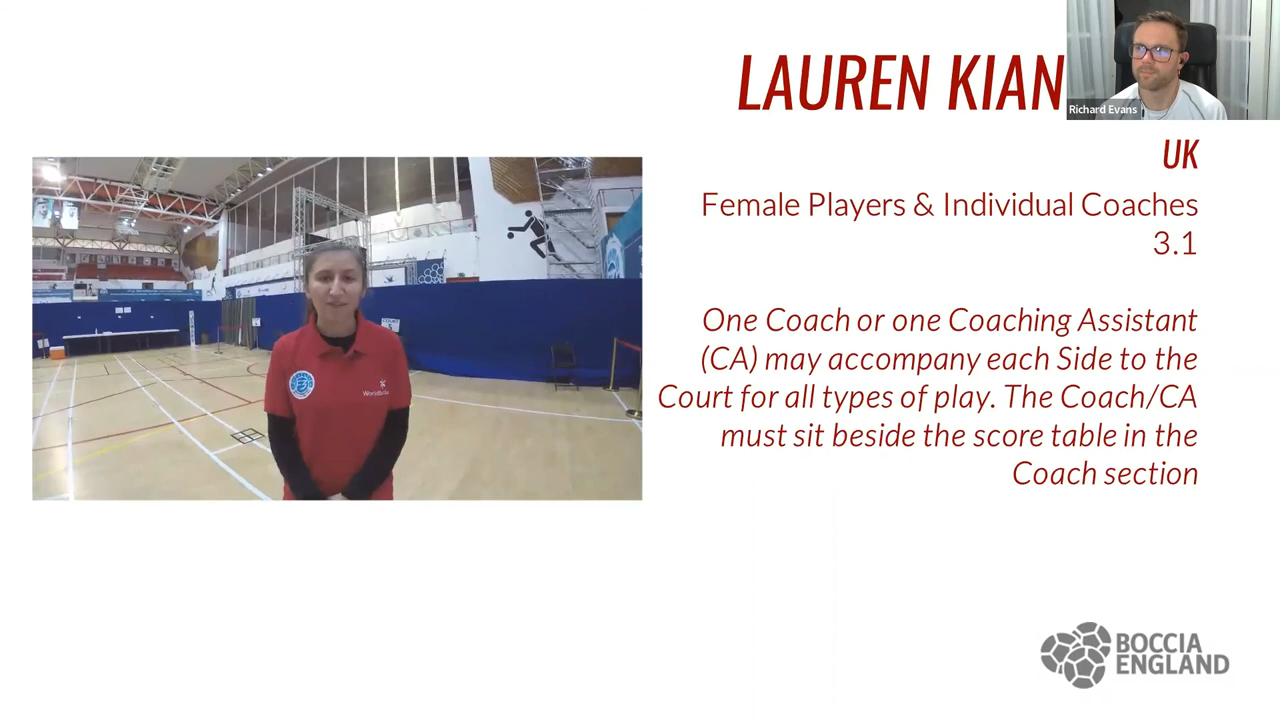 LAUREN KIAN
Richard Evans
UK
Female Players & Individual Coaches
3.1
One Coach or one Coaching Assistant
(CA) may accompany each Side to the
Court for all types of play. The Coach/CA
must sit beside the score table in the
Coach section
BOCCIA
ENGLAND